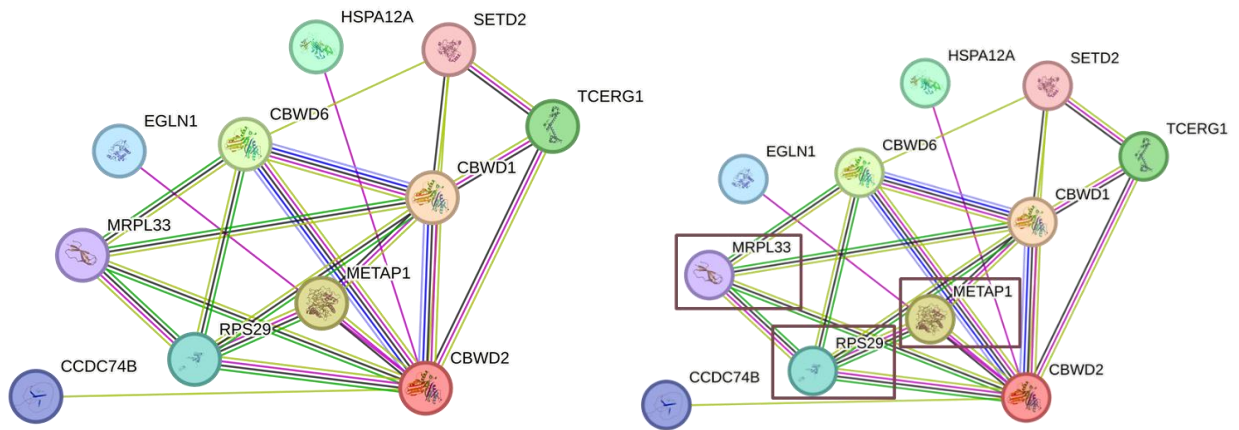 HSPA12A
SETD2
TCERG1
CBWD6
EGLN1
CBWD1
MRPL33
METAP1
RPS29
CBWD2
CCDC74B
HSPA12A
SETD2
TCERG1
CBWD6
EGLN1
CBWD1
MRPL33
METAP1
RPS29
CBWD2
CCDC74B